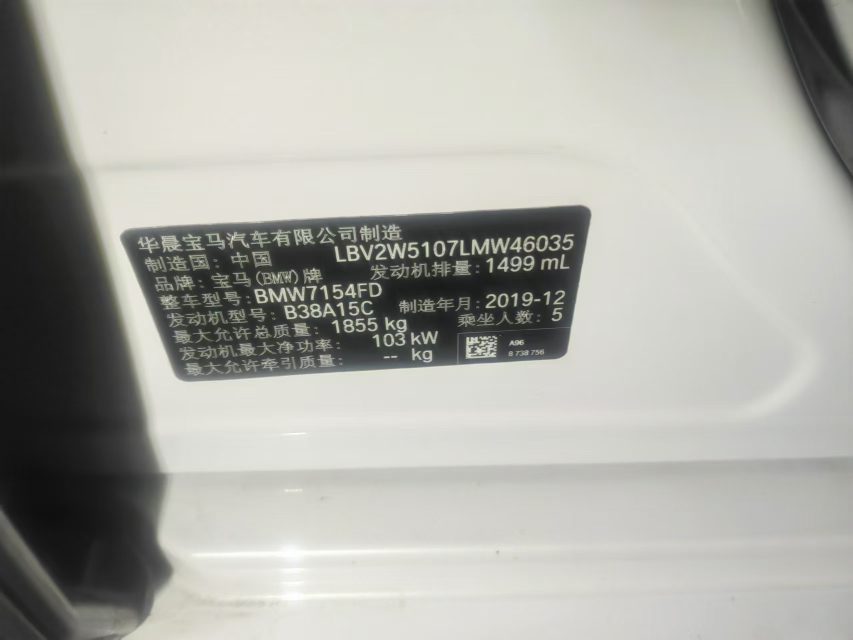 华晨宝马汽车有限公司制造
制造国：中国 LBV2W5107LMW46035
品牌：宝马(BMW)牌 发动机排量：1499 mL
整车型号：BMW7154FD
发动机型号：B38A15C 制造年月：2019-12
最大允许总质量：1855 kg 乘坐人数：5
发动机最大净功率：103 kW
最大允许牵引质量：-- kg
A96
8 738 756